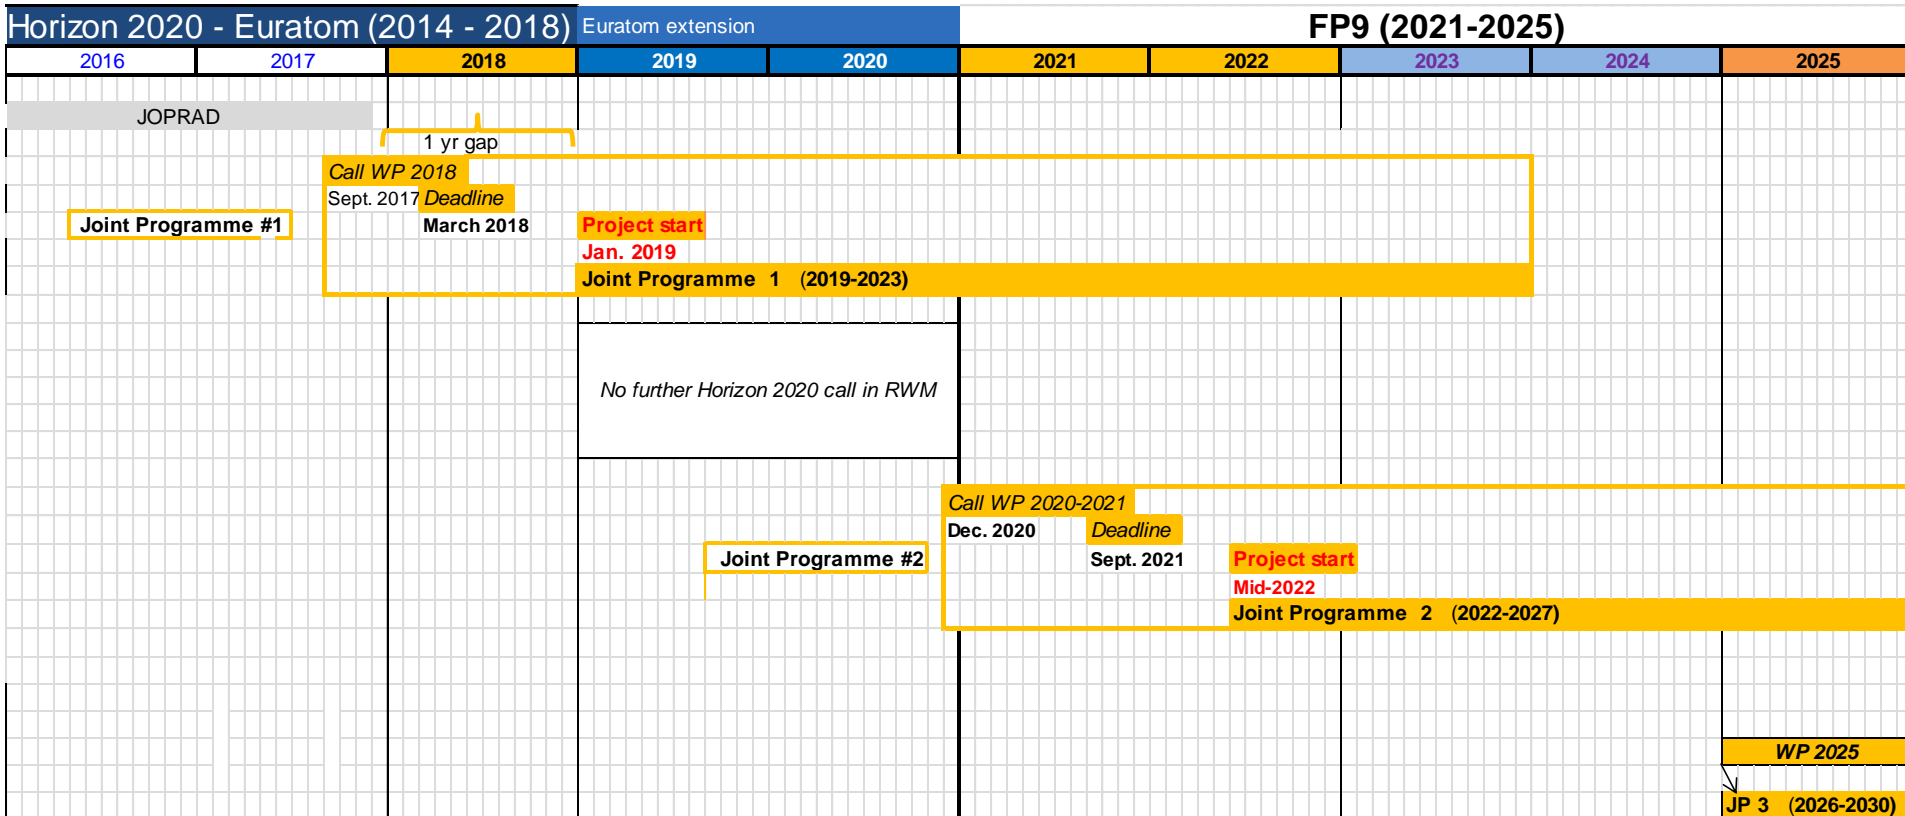 Horizon 2020 - Euratom (2014 - 2018) Euratom extension FP9 (2021-2025)
2016 2017 2018 2019 2020 2021 2022 2023 2024 2025
JOPRAD
1 yr gap
Call WP 2018
Sept. 2017 Deadline
Joint Programme #1 March 2018 Project start
Jan. 2019
Joint Programme 1 (2019-2023)
No further Horizon 2020 call in RWM
Call WP 2020-2021
Dec. 2020 Deadline
Joint Programme #2 Sept. 2021 Project start
Mid-2022
Joint Programme 2 (2022-2027)
WP 2025
JP 3 (2026-2030)